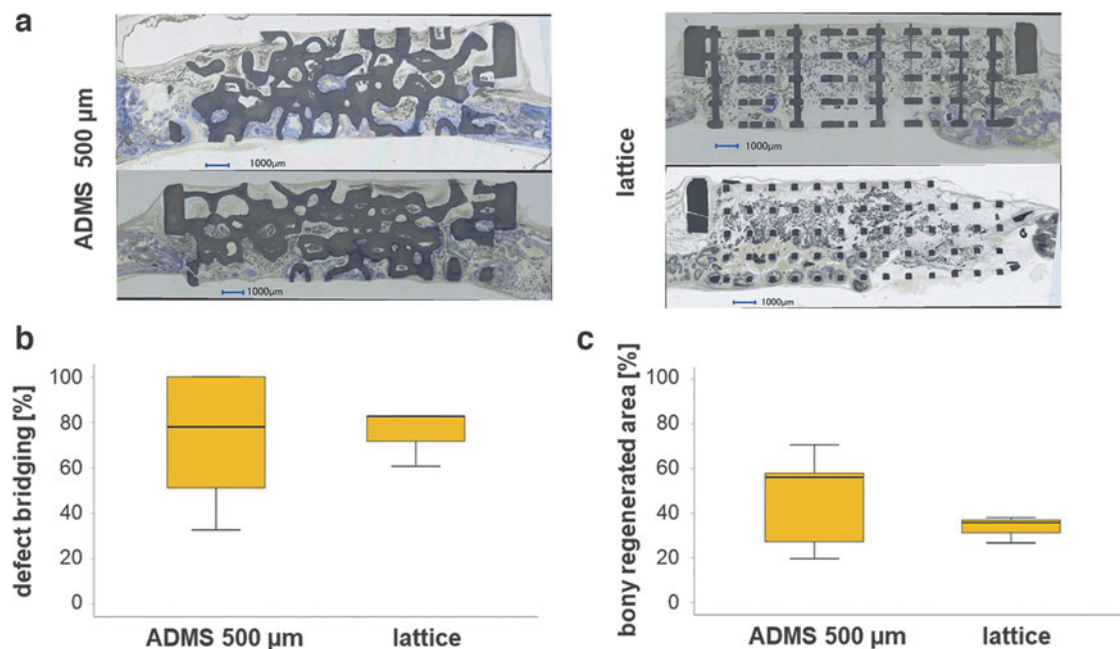 a
ADMS 500 µm
1000µm
1000µm
lattice
1000µm
1000µm
b
defect bridging [%]
100
80
60
40
20
0
ADMS 500 µm
lattice
c
bony regenerated area [%]
100
80
60
40
20
0
ADMS 500 µm
lattice